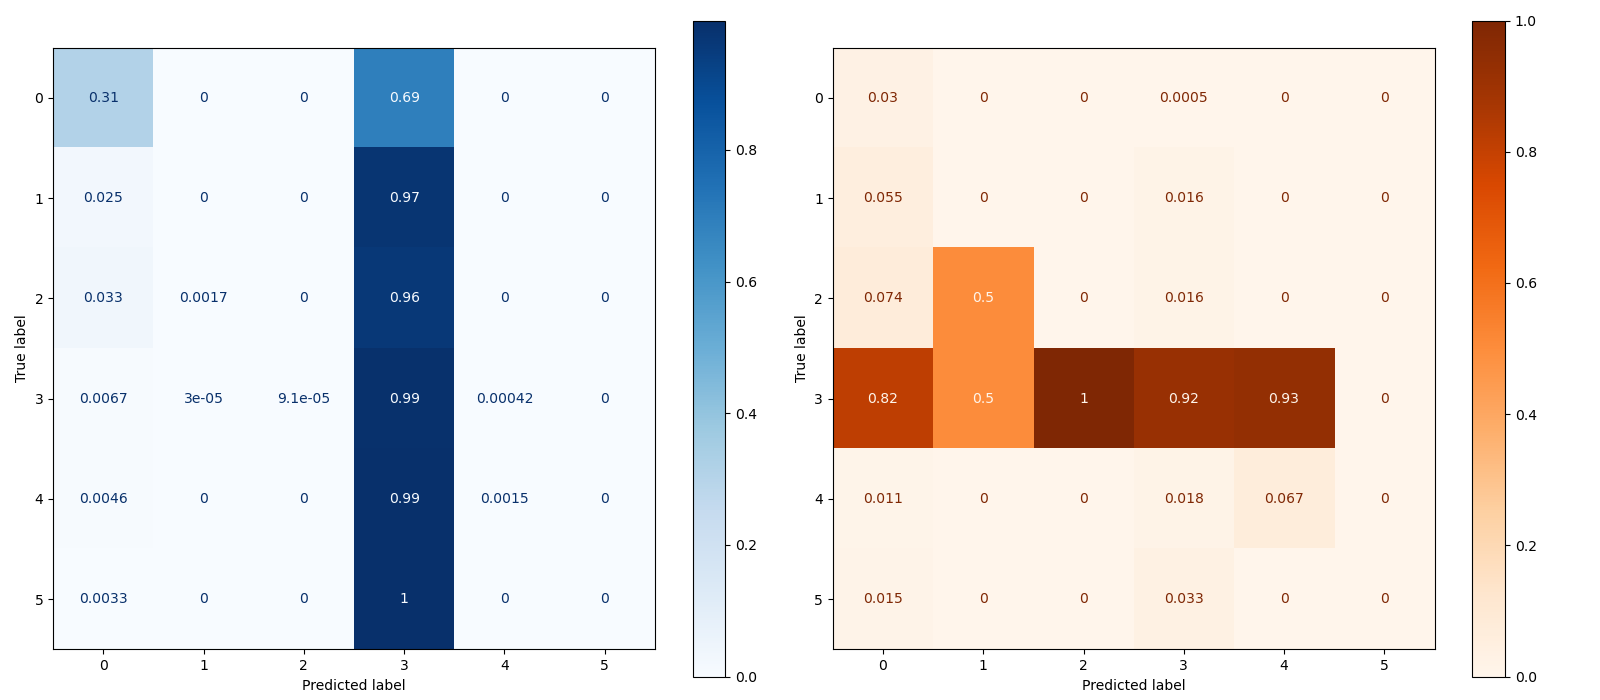 0 0.31 0 0 0.69 0 0
1 0.025 0 0 0.97 0 0
2 0.033 0.0017 0 0.96 0 0
3 0.0067 3e-05 9.1e-05 0.99 0.00042 0
4 0.0046 0 0 0.99 0.0015 0
5 0.0033 0 0 1 0 0
0 1 2 3 4 5
True label
Predicted label
0.8
0.6
0.4
0.2
0.0
0 0.03 0 0 0.0005 0 0
1 0.055 0 0 0.016 0 0
2 0.074 0.5 0 0.016 0 0
3 0.82 0.5 1 0.92 0.93 0
4 0.011 0 0 0.018 0.067 0
5 0.015 0 0 0.033 0 0
0 1 2 3 4 5
True label
Predicted label
1.0
0.8
0.6
0.4
0.2
0.0